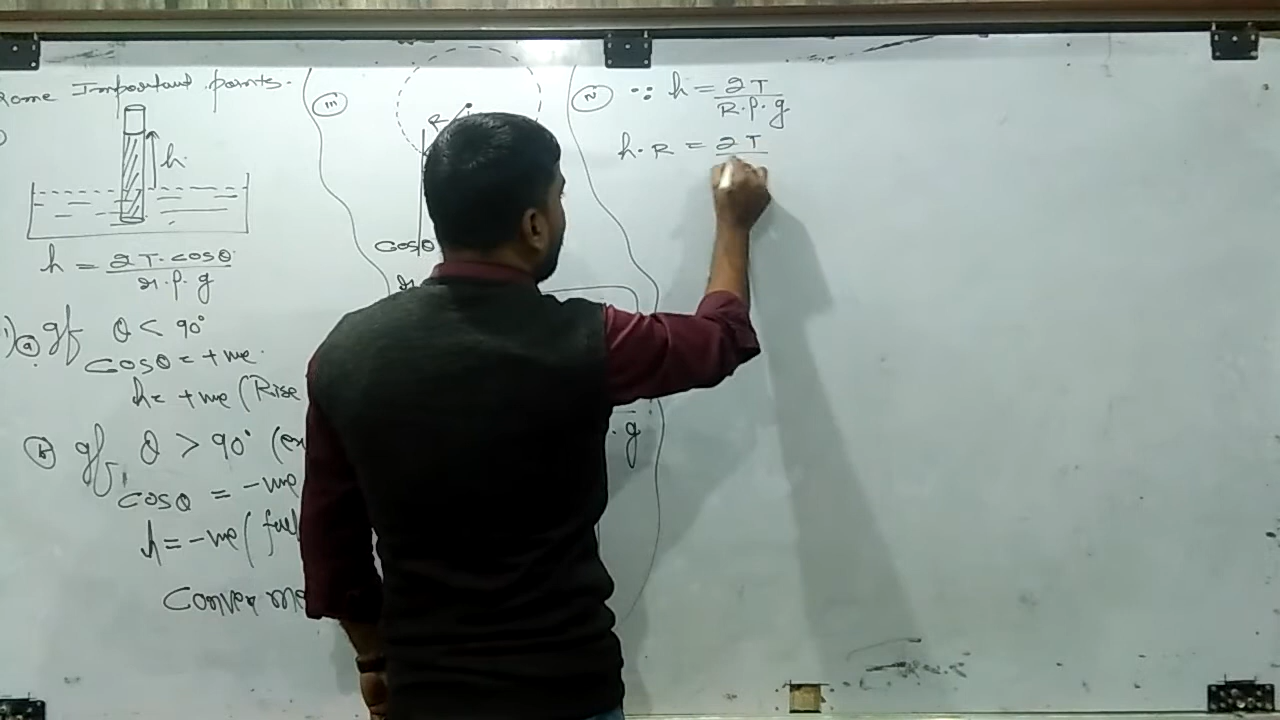 Some Important points.
h
h = 2T.cosθ / r.ρ.g
i) a If θ < 90°
cosθ = +ve.
h = +ve (Rise
b If, θ > 90° (ex
cosθ = -ve
h = -ve (fall
Convex me
iii
R
cosθ
. g
iv ∵ h = 2T / R.ρ.g
h.R = 2T